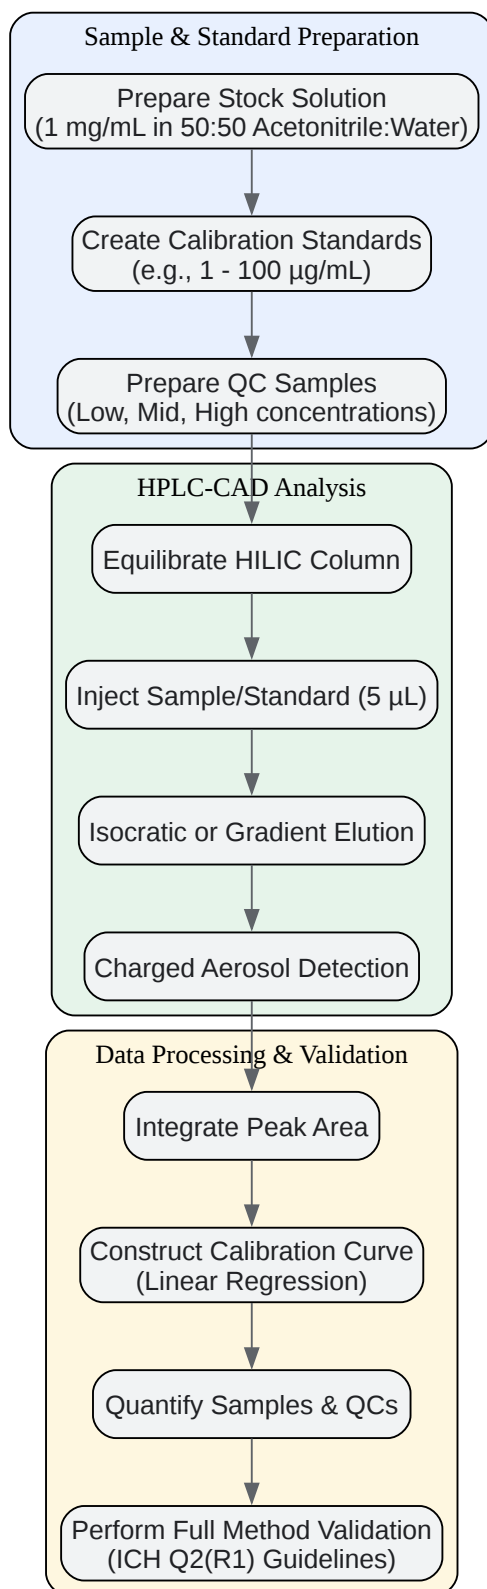 Sample & Standard Preparation
Prepare Stock Solution
(1 mg/mL in 50:50 Acetonitrile:Water)
Create Calibration Standards
(e.g., 1 - 100 µg/mL)
Prepare QC Samples
(Low, Mid, High concentrations)
HPLC-CAD Analysis
Equilibrate HILIC Column
Inject Sample/Standard (5 µL)
Isocratic or Gradient Elution
Charged Aerosol Detection
Data Processing & Validation
Integrate Peak Area
Construct Calibration Curve
(Linear Regression)
Quantify Samples & QCs
Perform Full Method Validation
(ICH Q2(R1) Guidelines)